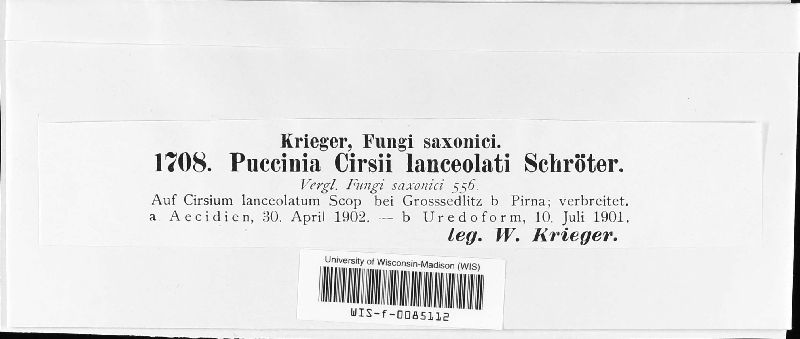 Krieger, Fungi saxonici.
1708. Puccinia Cirsii lanceolati Schröter.
Vergl. Fungi saxonici 556.
Auf Cirsium lanceolatum Scop bei Grosssedlitz b Pirna; verbreitet.
a Aecidien, 30. April 1902. — b Uredoform, 10. Juli 1901.
leg. W. Krieger.
University of Wisconsin-Madison (WIS)
WIS-f-0085112